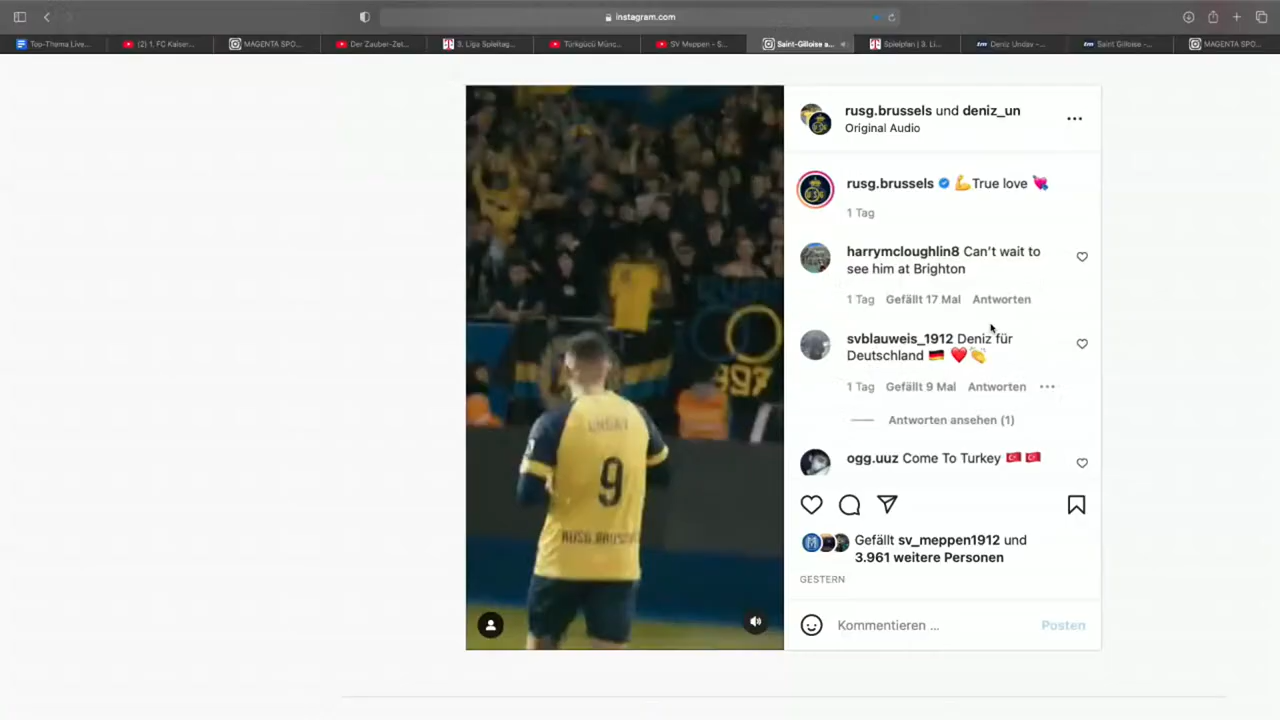 instagram.com
Top-Thema Live...
(2) 1. FC Kaiser...
MAGENTA SPO...
Der Zauber-Zet...
3. Liga Spieltag...
Türkgücü Münc...
SV Meppen - S...
Saint-Gilloise a...
Spielplan | 3. Li...
Deniz Undav -...
Saint Gilloise -...
MAGENTA SPO...
rusg.brussels und deniz_un
Original Audio
rusg.brussels 💪True love 💘
1 Tag
harrymcloughlin8 Can't wait to
see him at Brighton
1 Tag Gefällt 17 Mal Antworten
svblauweis_1912 Deniz für
Deutschland 🇩🇪 ❤️👏
1 Tag Gefällt 9 Mal Antworten
Antworten ansehen (1)
ogg.uuz Come To Turkey 🇹🇷 🇹🇷
Gefällt sv_meppen1912 und
3.961 weitere Personen
GESTERN
Kommentieren ...
Posten
UNDAV
9
RUSG.BRUSS